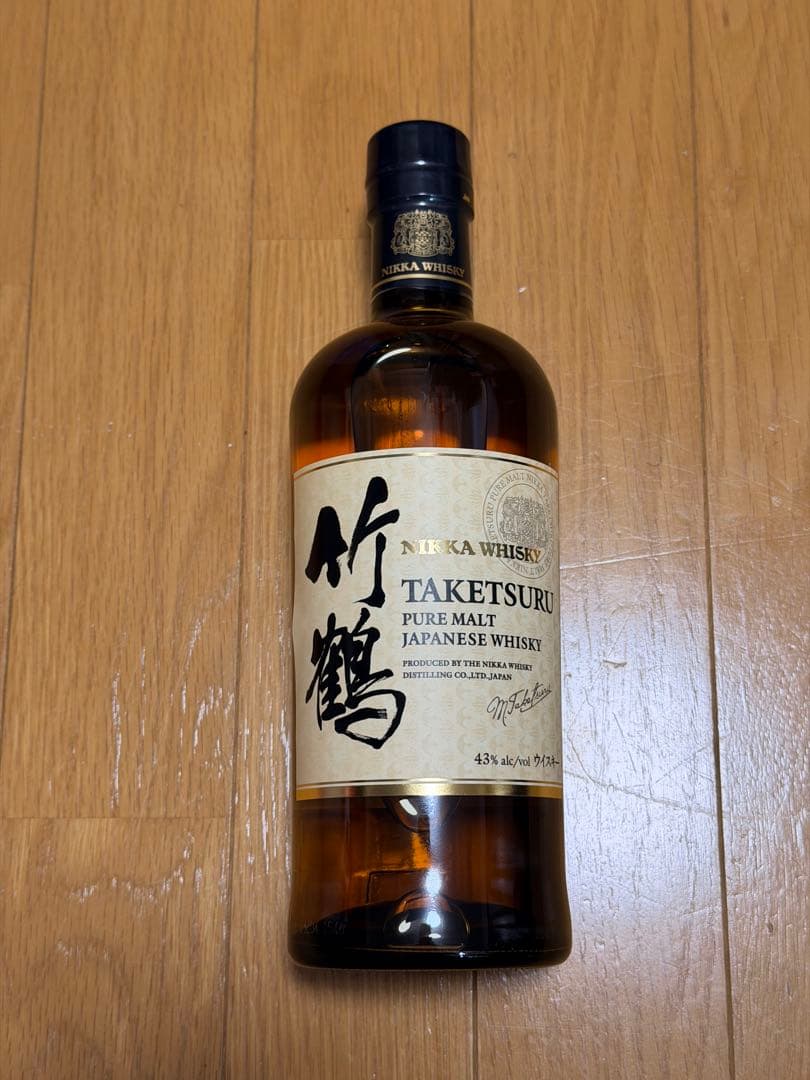 NIKKA WHISKY
竹鶴
NIKKA WHISKY
TAKETSURU
PURE MALT
JAPANESE WHISKY
PRODUCED BY THE NIKKA WHISKY
DISTILLING CO.,LTD.,JAPAN
M.Taketsuru
43% alc/vol ウイスキー